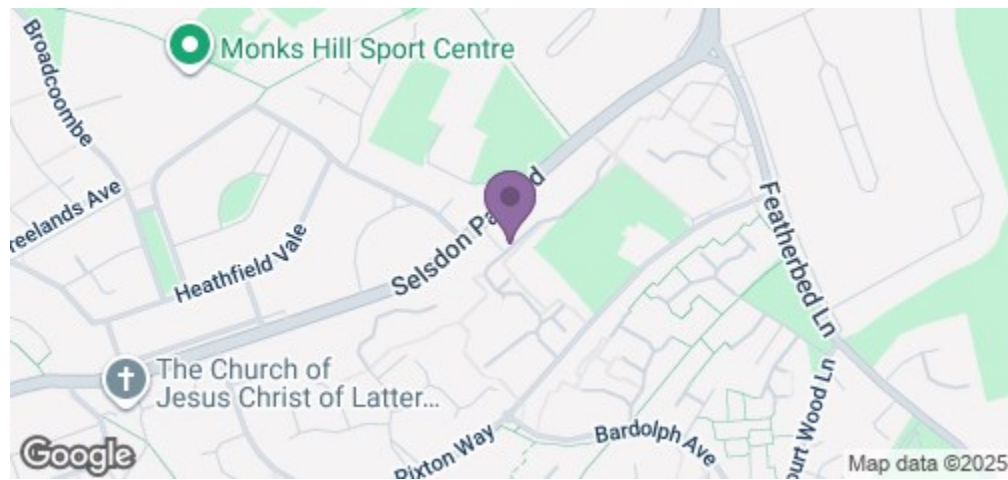 Broadcoombe
Monks Hill Sport Centre
reelands Ave
Heathfield Vale
Selsdon Pa
d
Featherbed Ln
The Church of
Jesus Christ of Latter...
Pixton Way
Bardolph Ave
ourt Wood Ln
Google
Map data ©2025